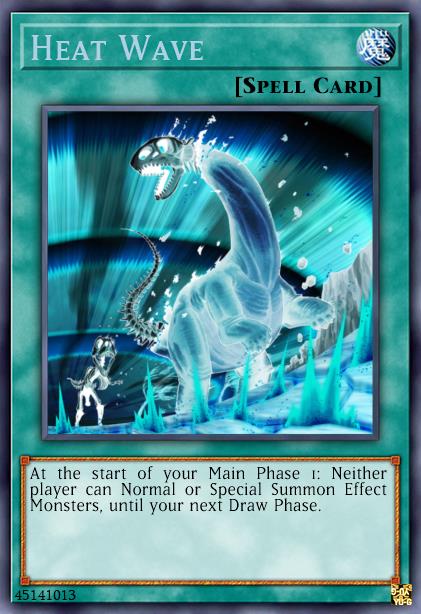 Heat Wave
魔
[Spell Card]
At the start of your Main Phase 1: Neither
player can Normal or Special Summon Effect
Monsters, until your next Draw Phase.
45141013